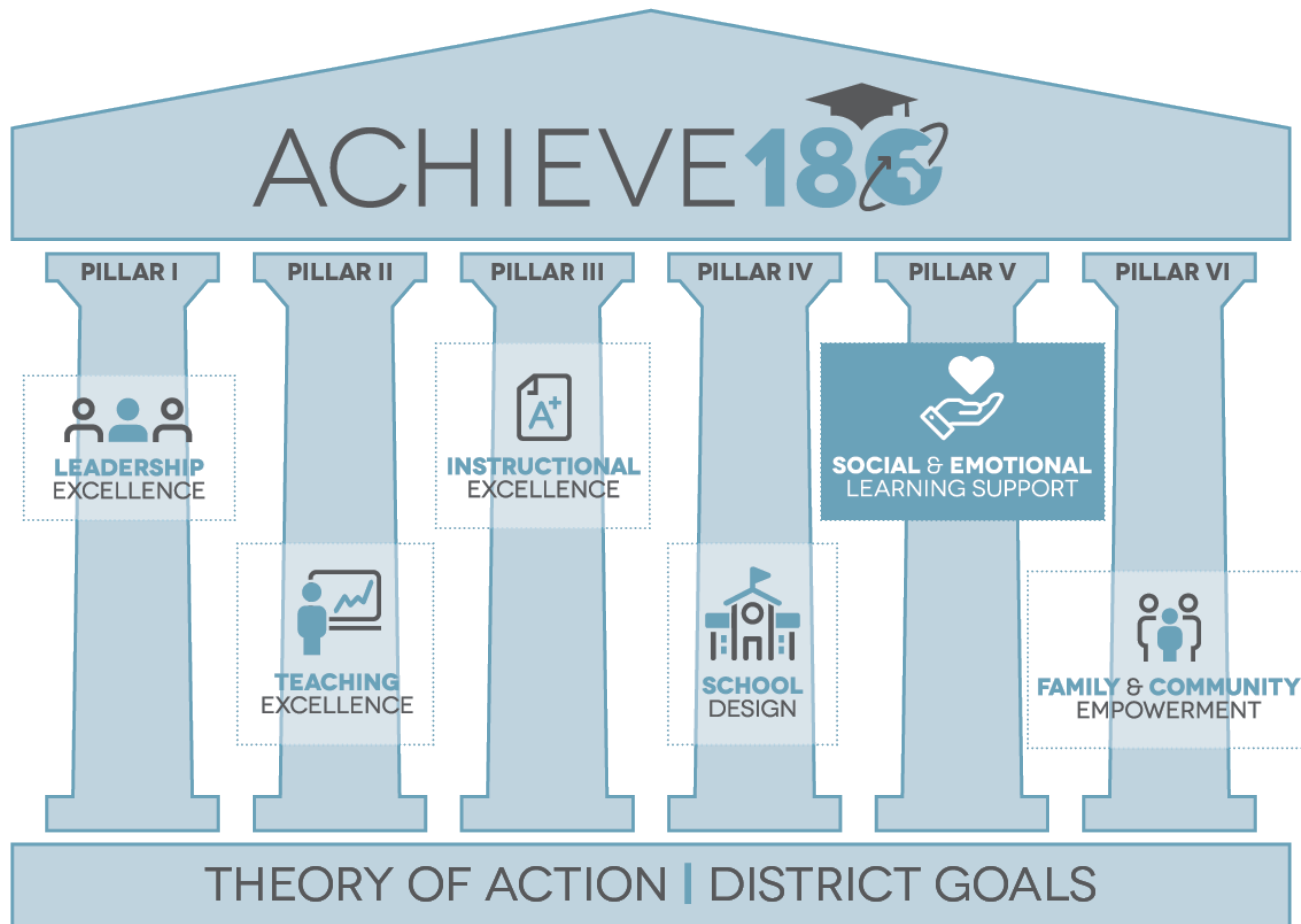 ACHIEVE180
PILLAR I
PILLAR II
PILLAR III
PILLAR IV
PILLAR V
PILLAR VI
LEADERSHIP
EXCELLENCE
TEACHING
EXCELLENCE
A+
INSTRUCTIONAL
EXCELLENCE
SCHOOL
DESIGN
SOCIAL & EMOTIONAL
LEARNING SUPPORT
FAMILY & COMMUNITY
EMPOWERMENT
THEORY OF ACTION | DISTRICT GOALS